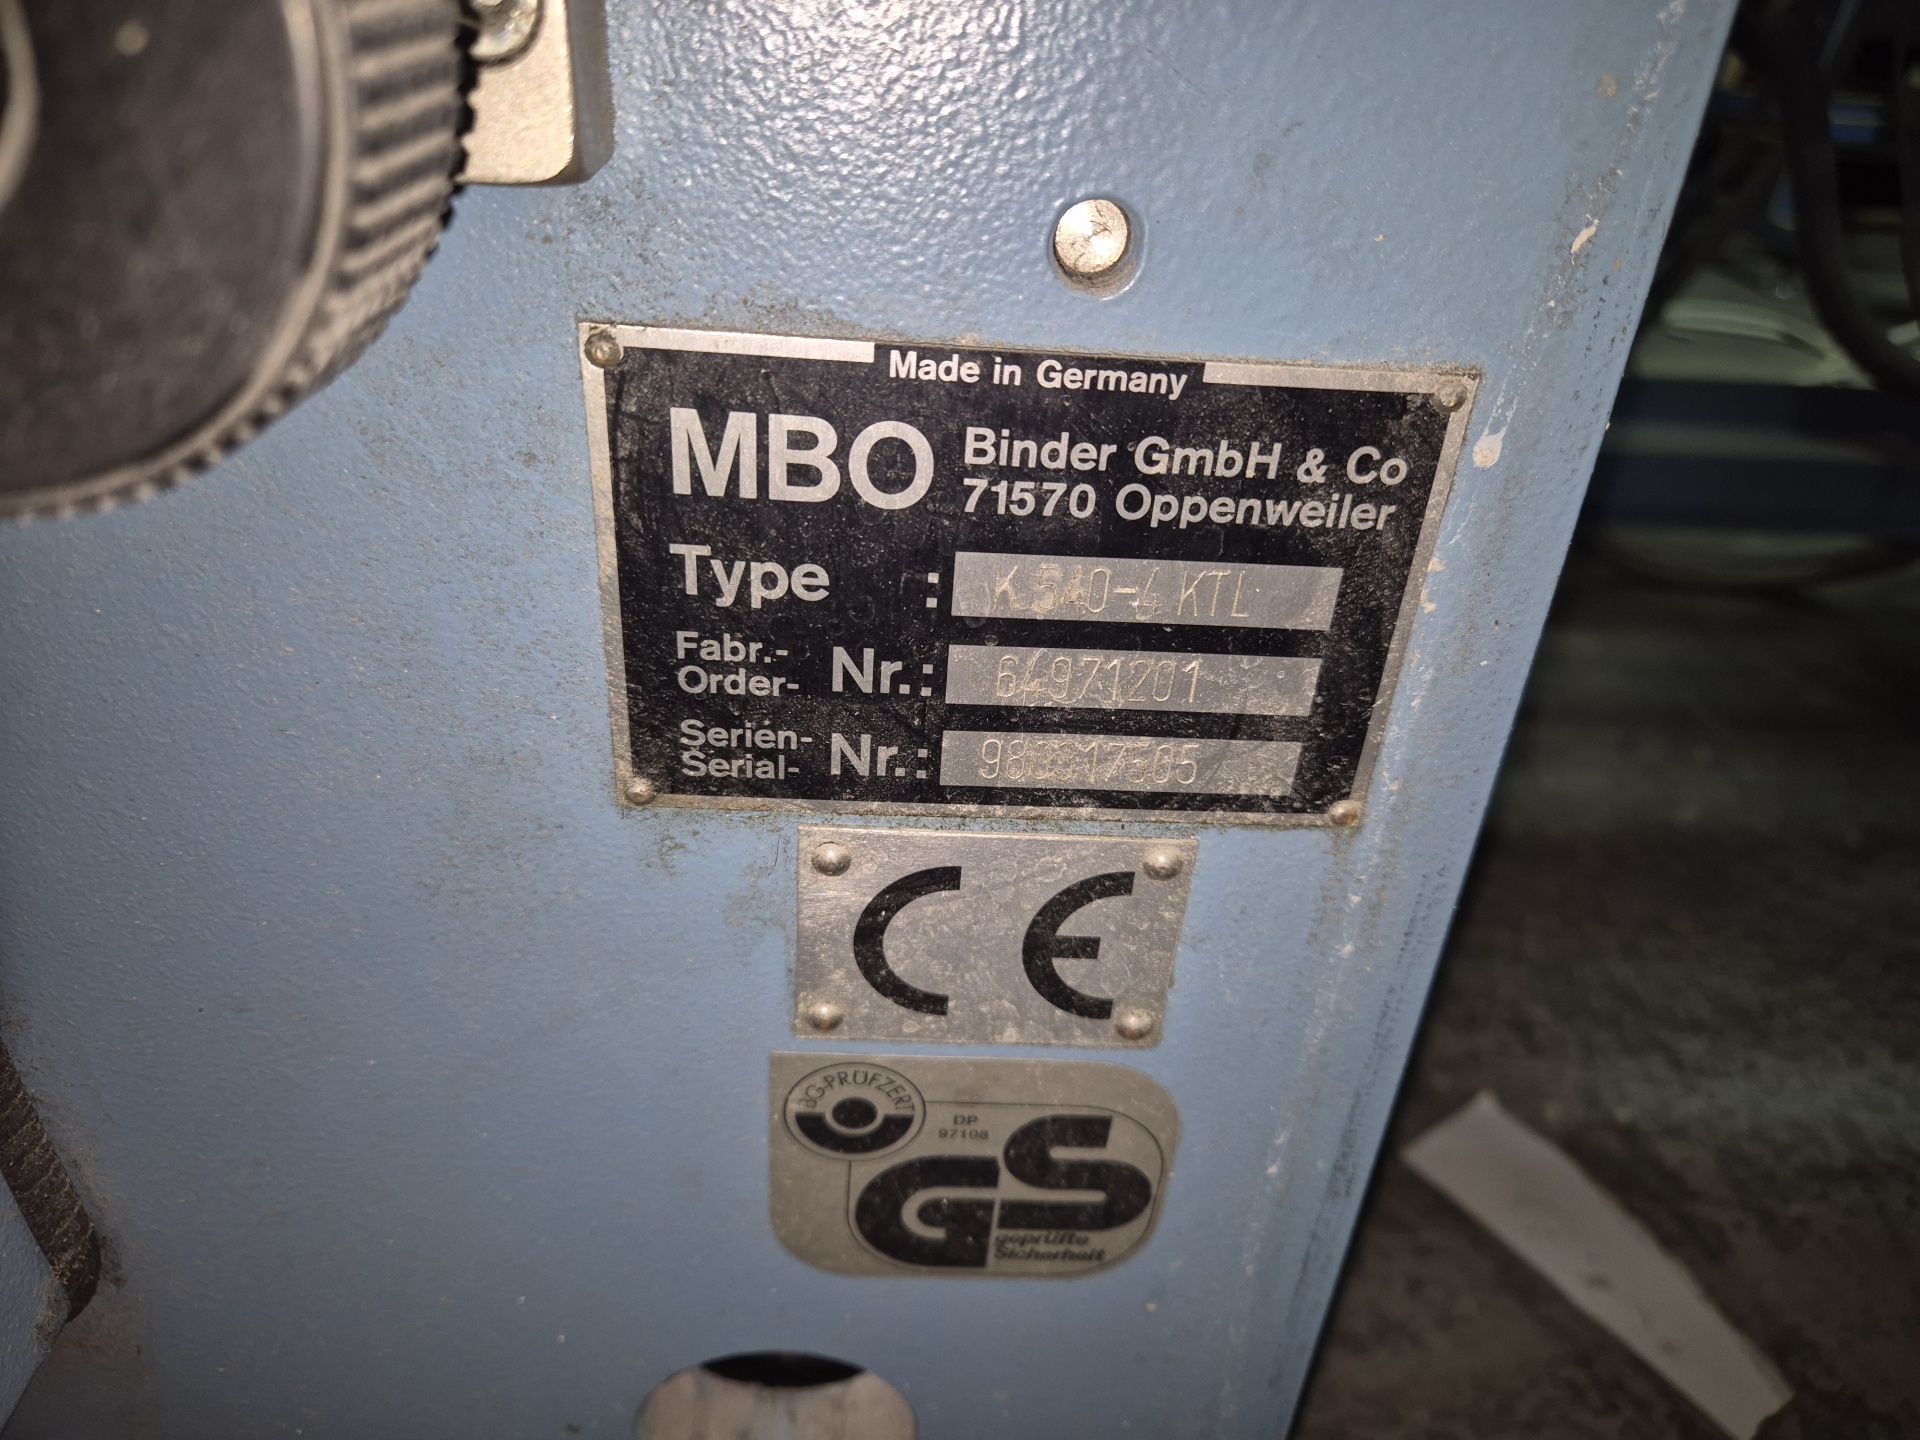 Made in Germany
MBO Binder GmbH & Co
71570 Oppenweiler
Type : K 540-4 KTL
Fabr.-
Order- Nr.: 64971201
Serien-
Serial- Nr.:
CE
BG-PRÜFZERT
DP
97108
GS
geprüfte
Sicherheit